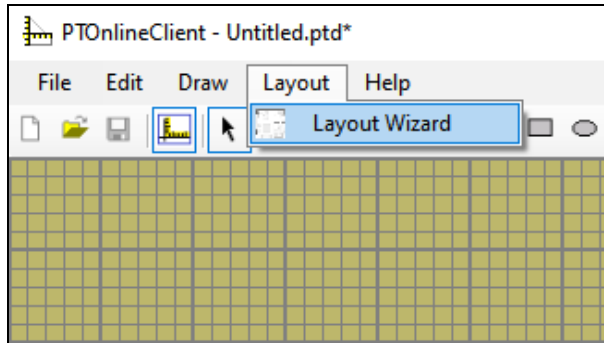 PTOnlineClient - Untitled.ptd*
File Edit Draw Layout Help
Layout Wizard